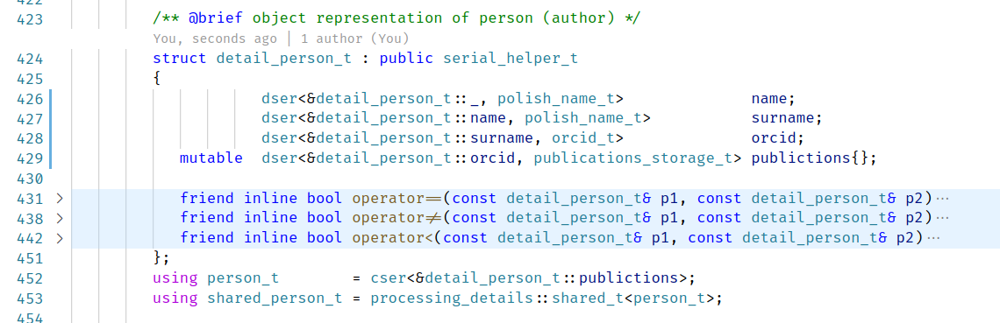 422
423 /** @brief object representation of person (author) */
You, seconds ago | 1 author (You)
424 struct detail_person_t : public serial_helper_t
425 {
426 dser<&detail_person_t::_, polish_name_t> name;
427 dser<&detail_person_t::name, polish_name_t> surname;
428 dser<&detail_person_t::surname, orcid_t> orcid;
429 mutable dser<&detail_person_t::orcid, publications_storage_t> publictions{};
430
431 > friend inline bool operator==(const detail_person_t& p1, const detail_person_t& p2)···
438 > friend inline bool operator!=(const detail_person_t& p1, const detail_person_t& p2)···
442 > friend inline bool operator<(const detail_person_t& p1, const detail_person_t& p2)···
451 };
452 using person_t = cser<&detail_person_t::publictions>;
453 using shared_person_t = processing_details::shared_t<person_t>;
454